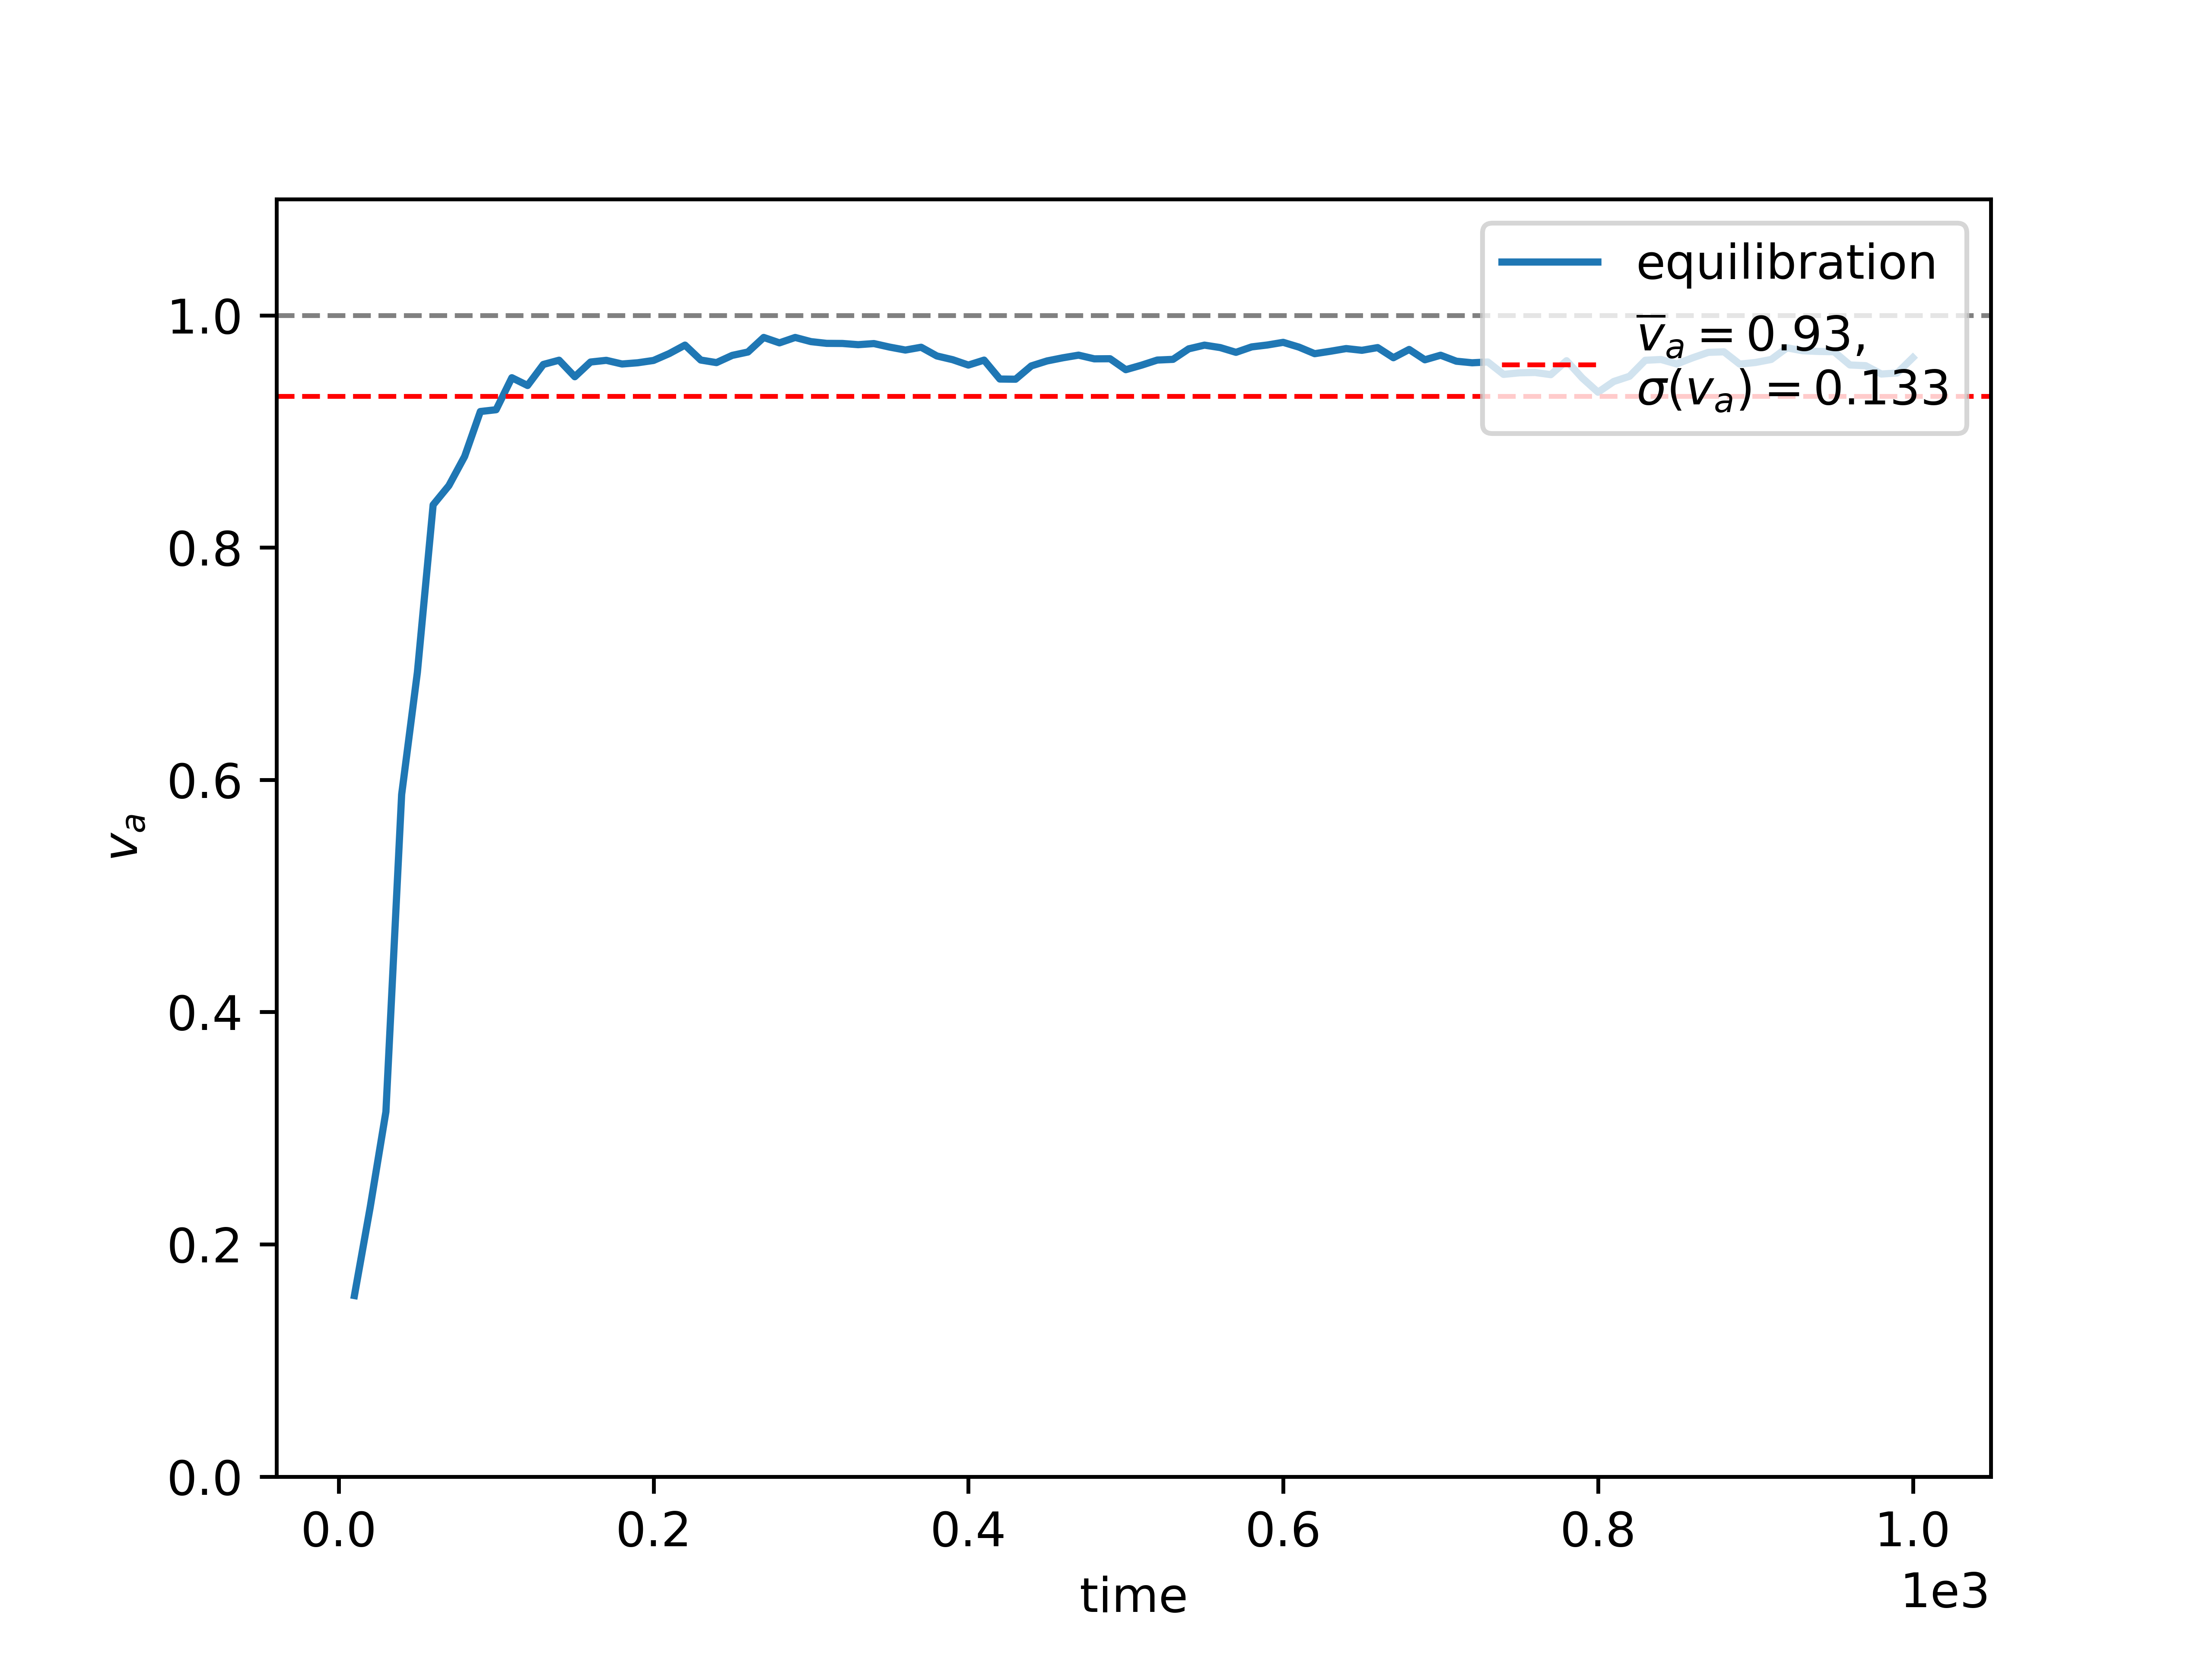 equilibration
v̅ₐ = 0.93,
σ(vₐ) = 0.133
1.0
0.8
0.6
0.4
0.2
0.0
vₐ
0.0 0.2 0.4 0.6 0.8 1.0
time
1e3